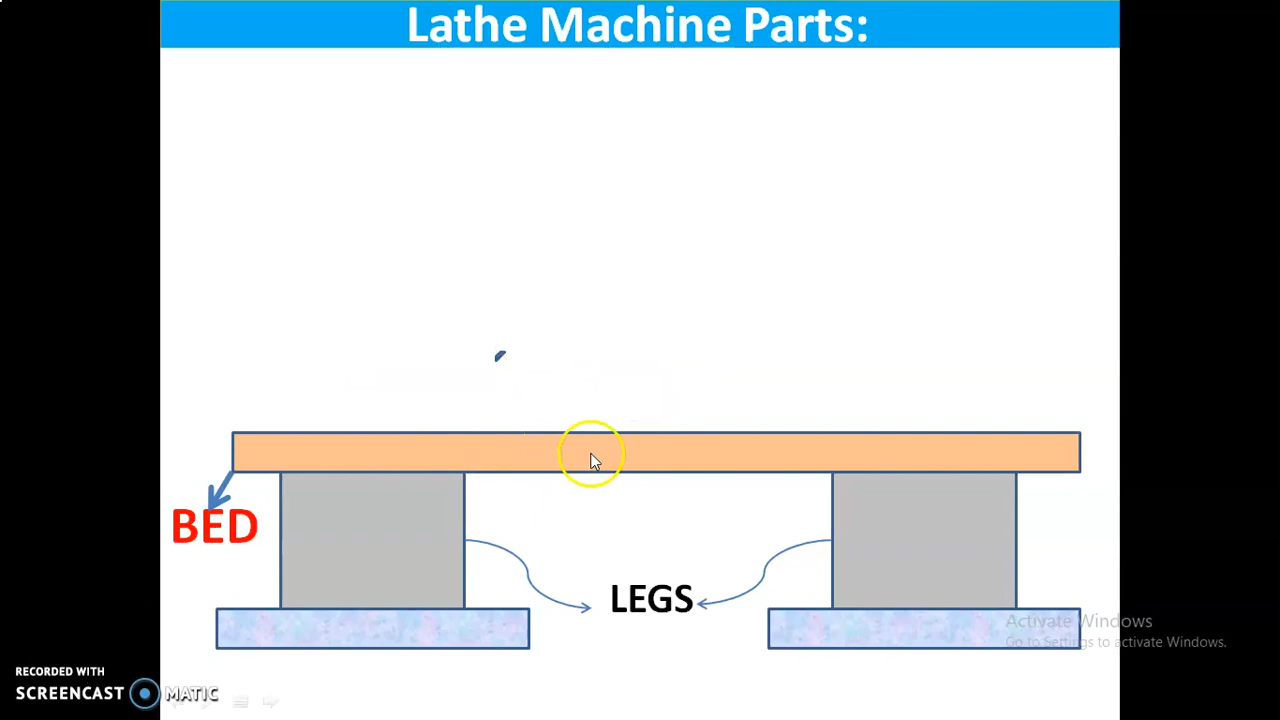 Lathe Machine Parts:
BED
LEGS
Activate Windows
Go to Settings to activate Windows.
RECORDED WITH
SCREENCAST MATIC